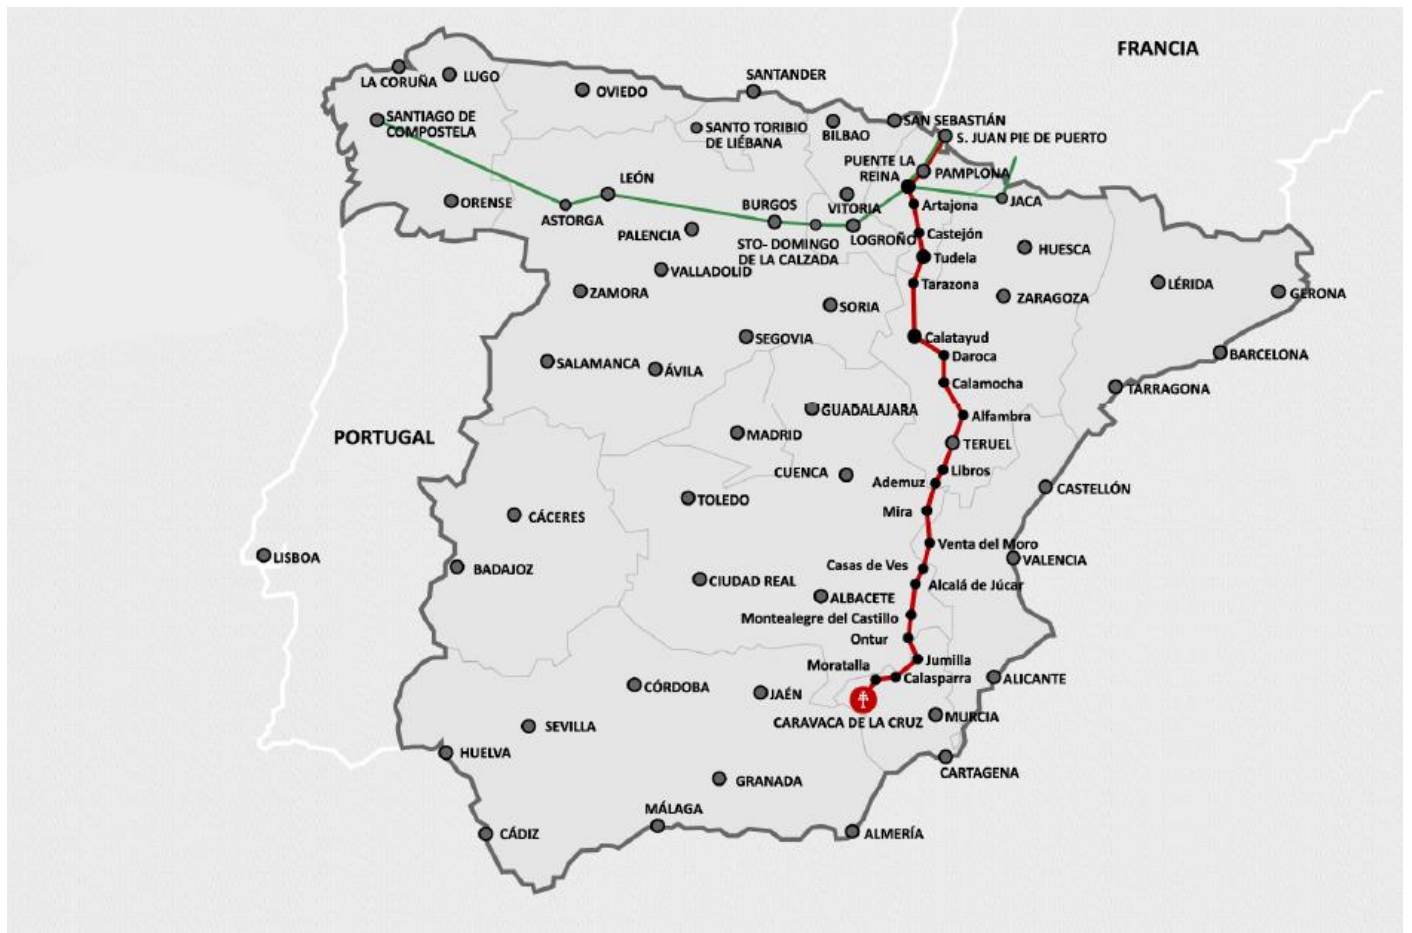 FRANCIA
LA CORUÑA
LUGO
OVIEDO
SANTANDER
SANTIAGO DE
COMPOSTELA
SANTO TORIBIO
DE LIÉBANA
BILBAO
SAN SEBASTIÁN
S. JUAN PIE DE PUERTO
PUENTE LA
REINA
PAMPLONA
LEÓN
ORENSE
ASTORGA
BURGOS
VITORIA
Artajona
JACA
PALENCIA
STO- DOMINGO
DE LA CALZADA
LOGROÑO
Castejón
HUESCA
Tudela
VALLADOLID
ZAMORA
SORIA
Tarazona
ZARAGOZA
LÉRIDA
GERONA
SEGOVIA
Calatayud
SALAMANCA
ÁVILA
Daroca
BARCELONA
Calamocha
TARRAGONA
GUADALAJARA
Alfambra
PORTUGAL
MADRID
TERUEL
CUENCA
Libros
Ademuz
CASTELLÓN
TOLEDO
CÁCERES
Mira
Venta del Moro
LISBOA
VALENCIA
BADAJOZ
Casas de Ves
CIUDAD REAL
Alcalá de Júcar
ALBACETE
Montealegre del Castillo
Ontur
Moratalla
Jumilla
Calasparra
ALICANTE
CÓRDOBA
JAÉN
CARAVACA DE LA CRUZ
MURCIA
SEVILLA
HUELVA
CARTAGENA
GRANADA
MÁLAGA
CÁDIZ
ALMERÍA